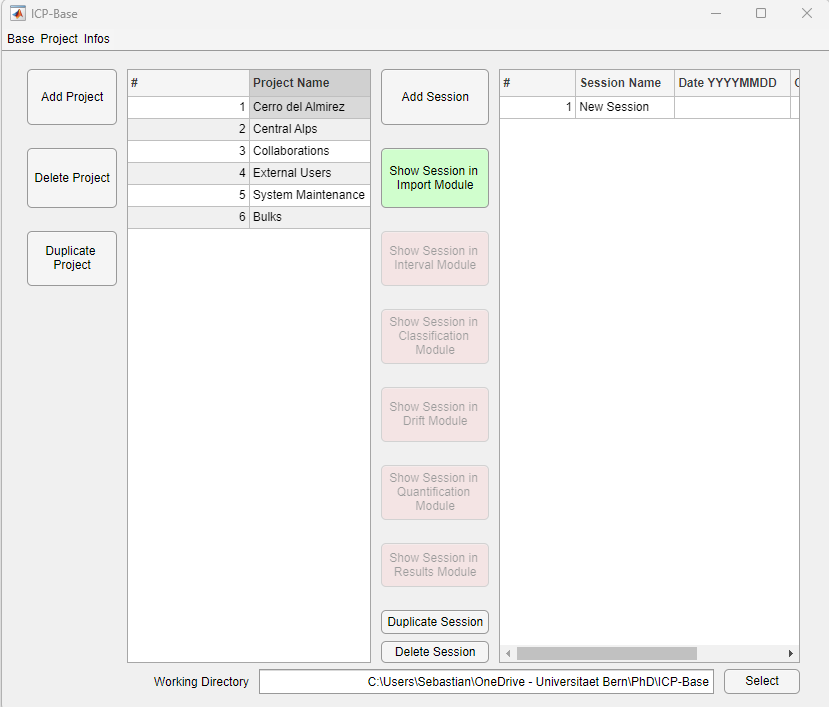 ICP-Base
Base Project Infos
Add Project
Delete Project
Duplicate
Project
# Project Name
1 Cerro del Almirez
2 Central Alps
3 Collaborations
4 External Users
5 System Maintenance
6 Bulks
Add Session
Show Session in
Import Module
Show Session in
Interval Module
Show Session in
Classification
Module
Show Session in
Drift Module
Show Session in
Quantification
Module
Show Session in
Results Module
Duplicate Session
Delete Session
# Session Name Date YYYYMMDD
1 New Session
Working Directory C:\Users\Sebastian\OneDrive - Universitaet Bern\PhD\ICP-Base Select